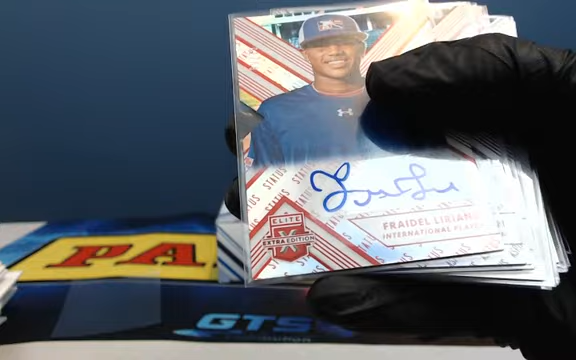 STATUS
ELITE
EXTRA EDITION
X
FRAIDEL LIRIANO
INTERNATIONAL PLAYER
PA
GTS